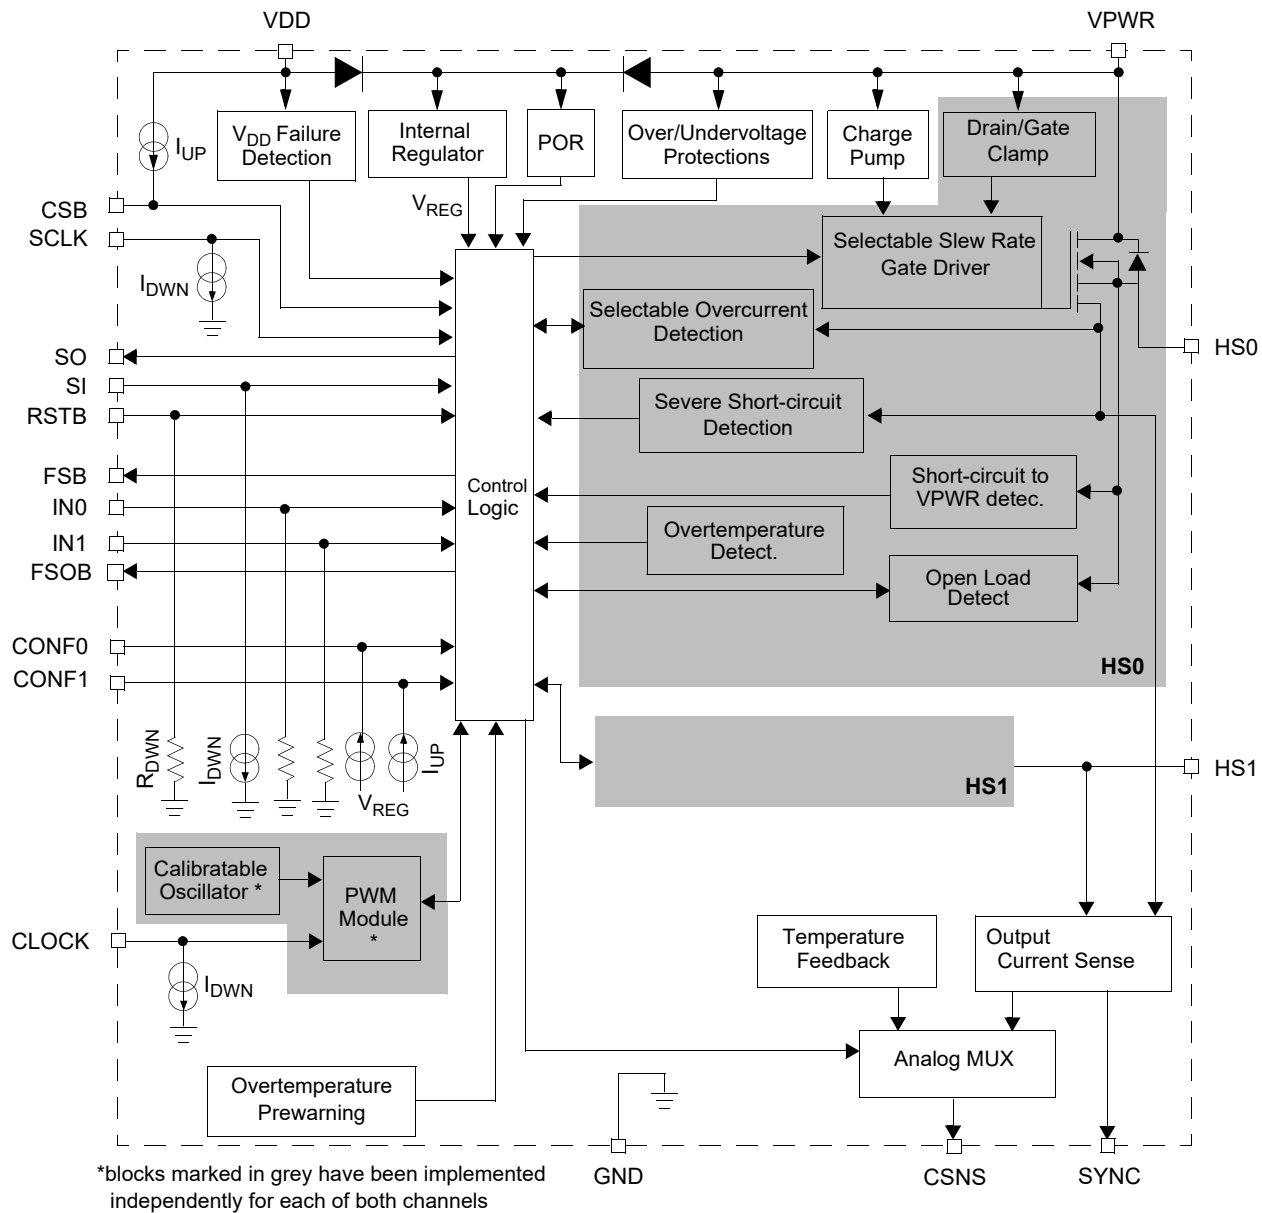 VDD
VPWR
VDD Failure
Detection
Internal
Regulator
POR
Over/Undervoltage
Protections
Charge
Pump
Drain/Gate
Clamp
IUP
VREG
CSB
SCLK
IDWN
Selectable Slew Rate
Gate Driver
Selectable Overcurrent
Detection
HS0
SO
SI
RSTB
Severe Short-circuit
Detection
FSB
IN0
IN1
FSOB
Control
Logic
Short-circuit to
VPWR detec.
Overtemperature
Detect.
Open Load
Detect
CONF0
CONF1
HS0
RDWN
IDWN
IUP
VREG
HS1
HS1
Calibratable
Oscillator *
PWM
Module
*
CLOCK
IDWN
Temperature
Feedback
Output
Current Sense
Analog MUX
Overtemperature
Prewarning
GND
CSNS
SYNC
*blocks marked in grey have been implemented
independently for each of both channels